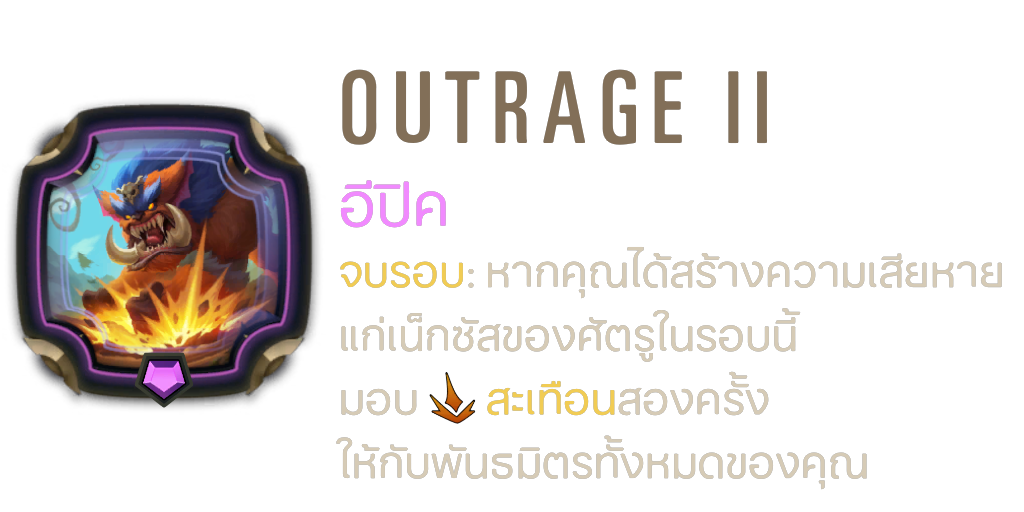 OUTRAGE II
อีปิค
จบรอบ: หากคุณได้สร้างความเสียหาย
แก่เน็กซัสของศัตรูในรอบนี้
มอบ สะเทือนสองครั้ง
ให้กับพันธมิตรทั้งหมดของคุณ